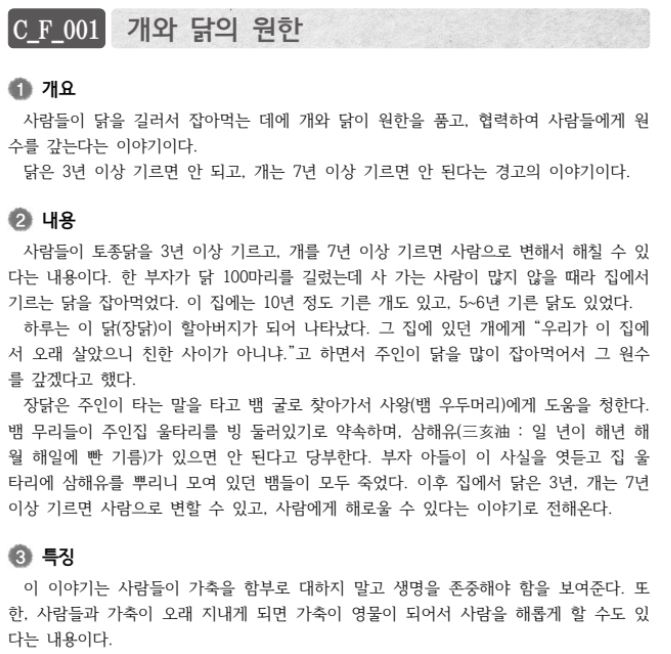 C_F_001 개와 닭의 원한
1 개요
사람들이 닭을 길러서 잡아먹는 데에 개와 닭이 원한을 품고, 협력하여 사람들에게 원
수를 갚는다는 이야기이다.
닭은 3년 이상 기르면 안 되고, 개는 7년 이상 기르면 안 된다는 경고의 이야기이다.
2 내용
사람들이 토종닭을 3년 이상 기르고, 개를 7년 이상 기르면 사람으로 변해서 해칠 수 있
다는 내용이다. 한 부자가 닭 100마리를 길렀는데 사 가는 사람이 많지 않을 때라 집에서
기르는 닭을 잡아먹었다. 이 집에는 10년 정도 기른 개도 있고, 5~6년 기른 닭도 있었다.
하루는 이 닭(장닭)이 할아버지가 되어 나타났다. 그 집에 있던 개에게 “우리가 이 집에
서 오래 살았으니 친한 사이가 아니냐.”고 하면서 주인이 닭을 많이 잡아먹어서 그 원수
를 갚겠다고 했다.
장닭은 주인이 타는 말을 타고 뱀 굴로 찾아가서 사왕(뱀 우두머리)에게 도움을 청한다.
뱀 무리들이 주인집 울타리를 빙 둘러있기로 약속하며, 삼해유(三亥油 : 일 년이 해년 해
월 해일에 빤 기름)가 있으면 안 된다고 당부한다. 부자 아들이 이 사실을 엿듣고 집 울
타리에 삼해유를 뿌리니 모여 있던 뱀들이 모두 죽었다. 이후 집에서 닭은 3년, 개는 7년
이상 기르면 사람으로 변할 수 있고, 사람에게 해로울 수 있다는 이야기로 전해온다.
3 특징
이 이야기는 사람들이 가축을 함부로 대하지 말고 생명을 존중해야 함을 보여준다. 또
한, 사람들과 가축이 오래 지내게 되면 가축이 영물이 되어서 사람을 해롭게 할 수도 있
다는 내용이다.